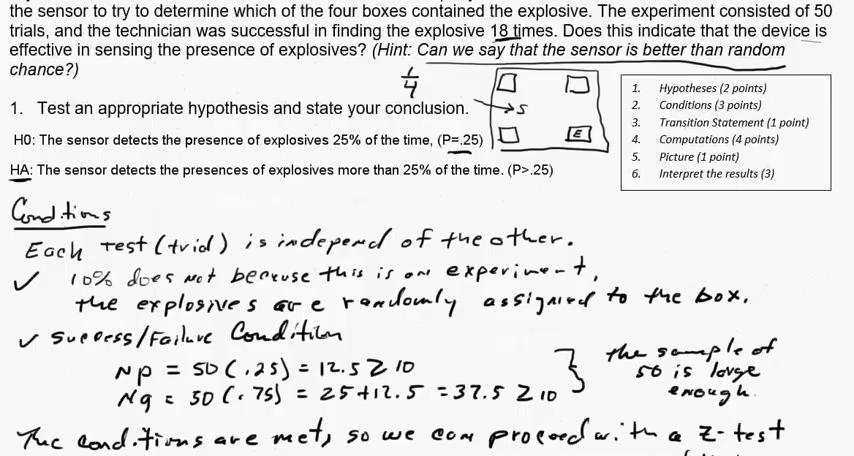 the sensor to try to determine which of the four boxes contained the explosive. The experiment consisted of 50
trials, and the technician was successful in finding the explosive 18 times. Does this indicate that the device is
effective in sensing the presence of explosives? (Hint: Can we say that the sensor is better than random
chance?)
1/4
1. Test an appropriate hypothesis and state your conclusion.
S
E
H0: The sensor detects the presence of explosives 25% of the time, (P=.25)
HA: The sensor detects the presences of explosives more than 25% of the time. (P>.25)
1. Hypotheses (2 points)
2. Conditions (3 points)
3. Transition Statement (1 point)
4. Computations (4 points)
5. Picture (1 point)
6. Interpret the results (3)
Conditions
Each test (trial) is independ of the other.
✓ 10% does not because this is one experiment,
the explosives are randomly assigned to the box.
✓ Success/Failure Condition
Np = 50(.25) = 12.5 ≥ 10
Nq = 50(.75) = 25+12.5 = 37.5 ≥ 10
the sample of
50 is large
enough.
The conditions are met, so we can proceed with a Z-test